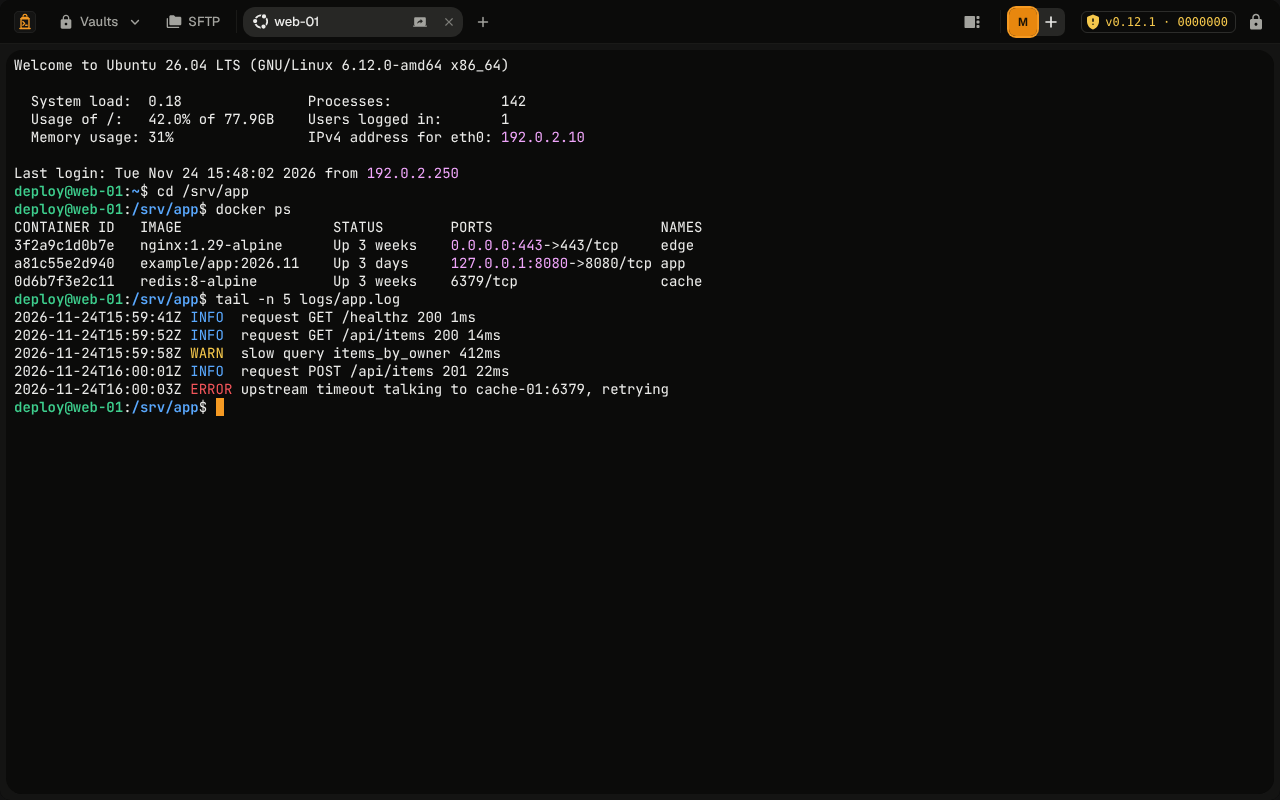 Vaults
SFTP
web-01
M
v0.12.1 · 0000000
Welcome to Ubuntu 26.04 LTS (GNU/Linux 6.12.0-amd64 x86_64)
System load:  0.18                Processes:             142
Usage of /:   42.0% of 77.9GB    Users logged in:       1
Memory usage: 31%                IPv4 address for eth0: 192.0.2.10
Last login: Tue Nov 24 15:48:02 2026 from 192.0.2.250
deploy@web-01:~$ cd /srv/app
deploy@web-01:/srv/app$ docker ps
CONTAINER ID   IMAGE                  STATUS        PORTS                    NAMES
3f2a9c1d0b7e   nginx:1.29-alpine      Up 3 weeks    0.0.0.0:443->443/tcp     edge
a81c55e2d940   example/app:2026.11    Up 3 days     127.0.0.1:8080->8080/tcp app
0d6b7f3e2c11   redis:8-alpine         Up 3 weeks    6379/tcp                 cache
deploy@web-01:/srv/app$ tail -n 5 logs/app.log
2026-11-24T15:59:41Z INFO  request GET /healthz 200 1ms
2026-11-24T15:59:52Z INFO  request GET /api/items 200 14ms
2026-11-24T15:59:58Z WARN  slow query items_by_owner 412ms
2026-11-24T16:00:01Z INFO  request POST /api/items 201 22ms
2026-11-24T16:00:03Z ERROR upstream timeout talking to cache-01:6379, retrying
deploy@web-01:/srv/app$